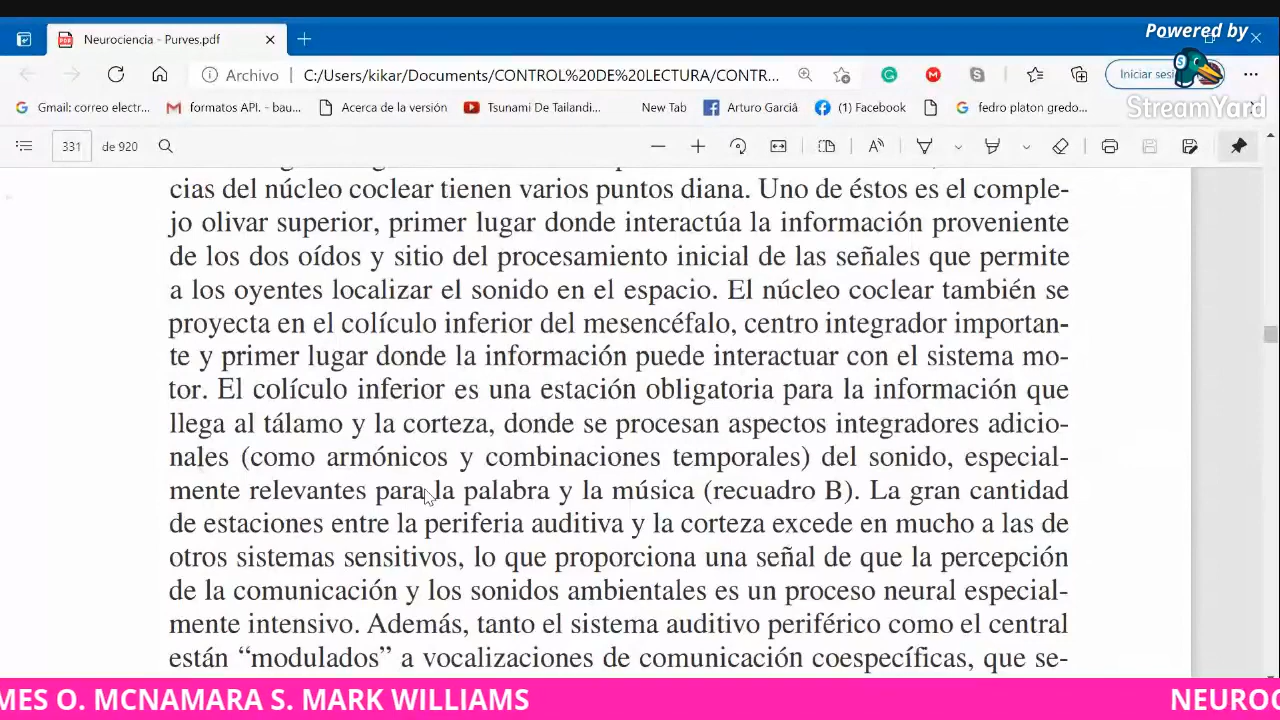 Powered by
Neurociencia - Purves.pdf
Archivo C:/Users/kikar/Documents/CONTROL%20DE%20LECTURA/CONTR... Iniciar sesi
StreamYard
Gmail: correo electr... formatos API. - bau... Acerca de la versión Tsunami De Tailandi... New Tab Arturo Garciá (1) Facebook fedro platon gredo...
331 de 920
cias del núcleo coclear tienen varios puntos diana. Uno de éstos es el comple-
jo olivar superior, primer lugar donde interactúa la información proveniente
de los dos oídos y sitio del procesamiento inicial de las señales que permite
a los oyentes localizar el sonido en el espacio. El núcleo coclear también se
proyecta en el colículo inferior del mesencéfalo, centro integrador importan-
te y primer lugar donde la información puede interactuar con el sistema mo-
tor. El colículo inferior es una estación obligatoria para la información que
llega al tálamo y la corteza, donde se procesan aspectos integradores adicio-
nales (como armónicos y combinaciones temporales) del sonido, especial-
mente relevantes para la palabra y la música (recuadro B). La gran cantidad
de estaciones entre la periferia auditiva y la corteza excede en mucho a las de
otros sistemas sensitivos, lo que proporciona una señal de que la percepción
de la comunicación y los sonidos ambientales es un proceso neural especial-
mente intensivo. Además, tanto el sistema auditivo periférico como el central
están “modulados” a vocalizaciones de comunicación coespecíficas, que se-
MES O. MCNAMARA S. MARK WILLIAMS NEUROC